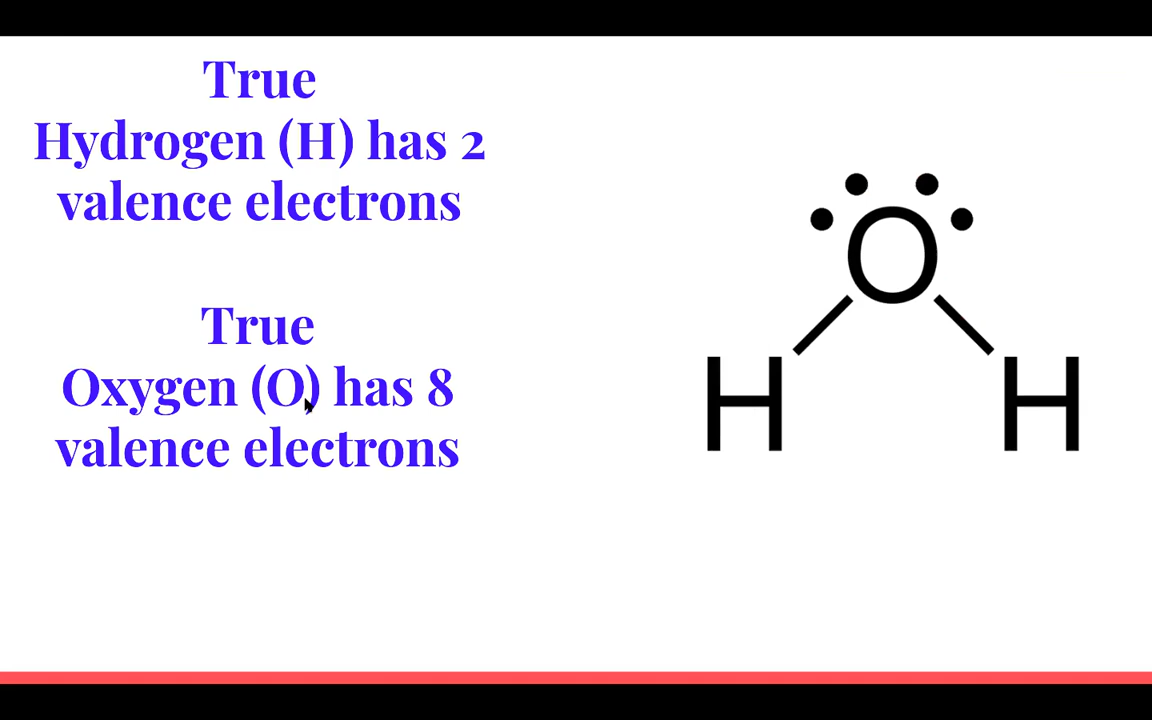 True
Hydrogen (H) has 2
valence electrons
True
Oxygen (O) has 8
valence electrons
O
H H